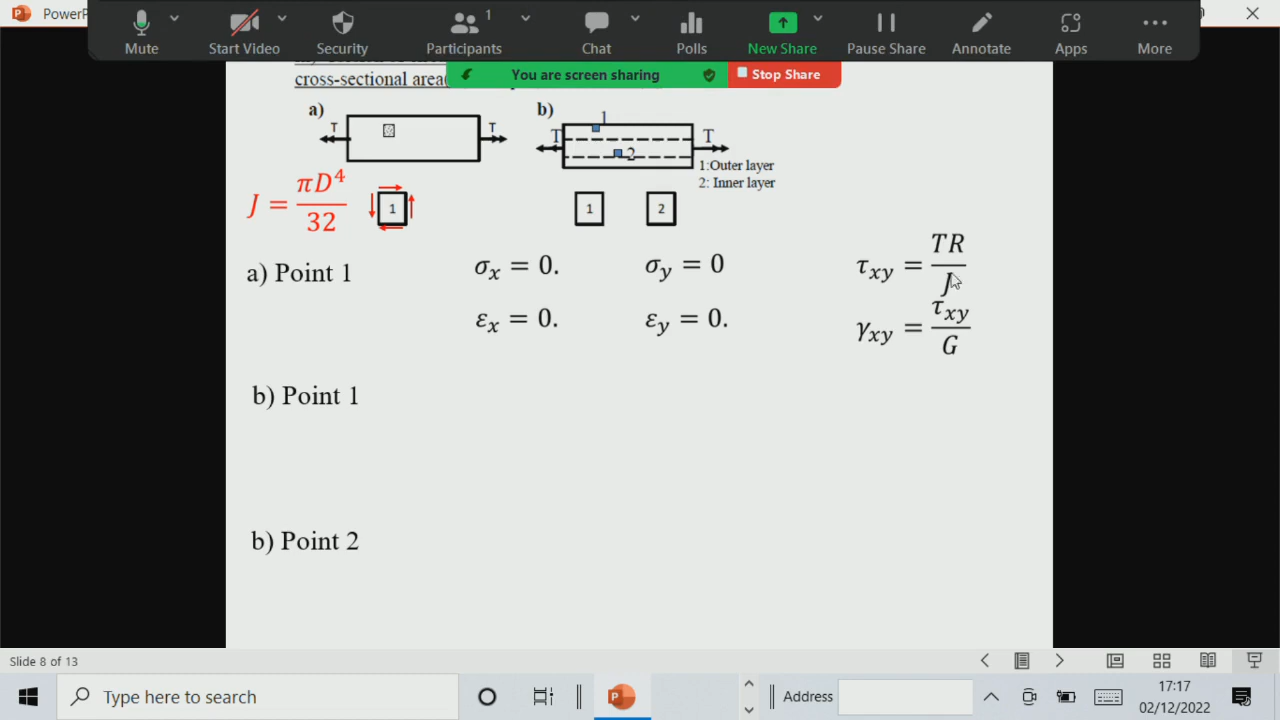 PowerP
Mute
Start Video
Security
Participants 1
Chat
Polls
New Share
Pause Share
Annotate
Apps
More
You are screen sharing
Stop Share
cross-sectional area(
a)
T T
b)
1
T T
2
1:Outer layer
2: Inner layer
J = πD⁴/32
1
1 2
a) Point 1
σx = 0. σy = 0 τxy = TR/J
εx = 0. εy = 0. γxy = τxy/G
b) Point 1
b) Point 2
Slide 8 of 13
Type here to search
Address
17:17
02/12/2022